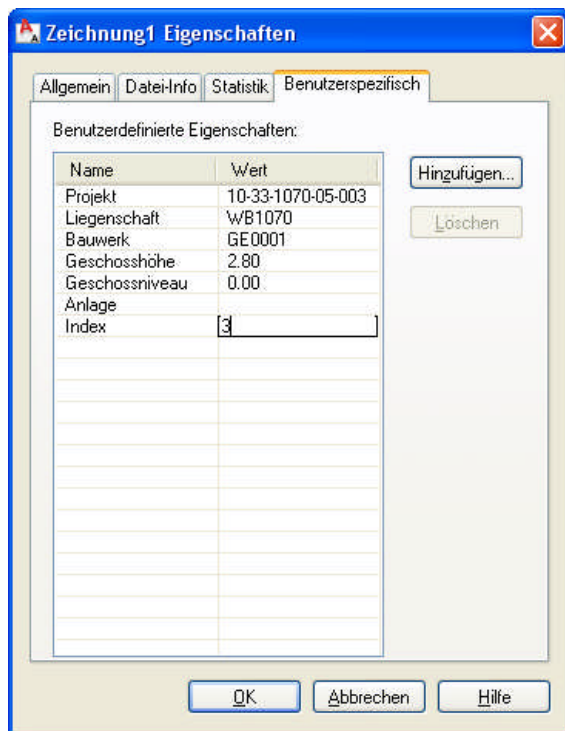 Zeichnung1 Eigenschaften
Allgemein Datei-Info Statistik Benutzerspezifisch
Benutzerdefinierte Eigenschaften:
Name Wert
Hinzufügen...
Projekt 10-33-1070-05-003
Liegenschaft WB1070
Löschen
Bauwerk GE0001
Geschosshöhe 2.80
Geschossniveau 0.00
Anlage
Index 3
OK Abbrechen Hilfe